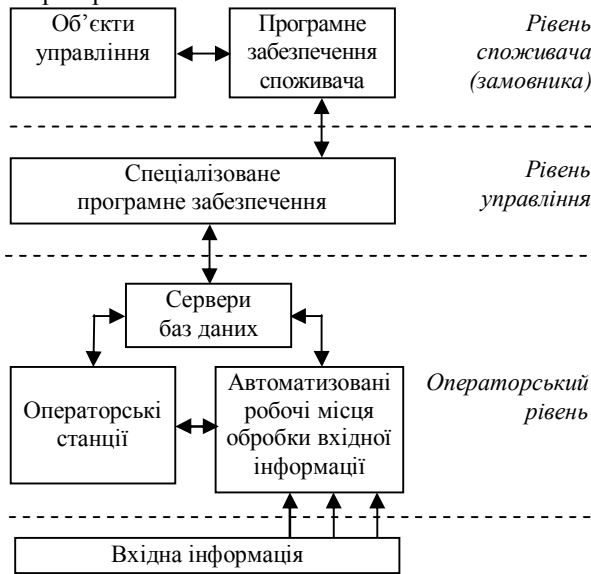 Об’єкти
управління
Програмне
забезпечення
споживача
Рівень
споживача
(замовника)
Спеціалізоване
програмне забезпечення
Рівень
управління
Сервери
баз даних
Операторські
станції
Автоматизовані
робочі місця
обробки вхідної
інформації
Операторський
рівень
Вхідна інформація